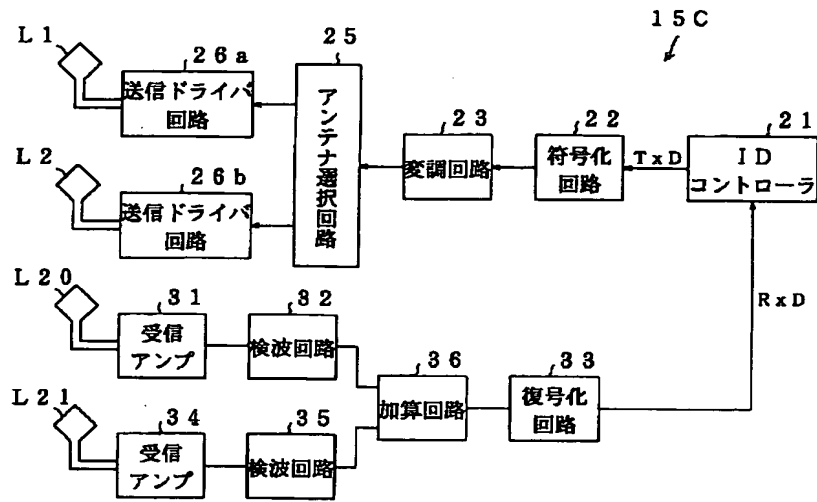 15C
L1
26a
送信ドライバ
回路
25
アンテナ選択回路
23
変調回路
22
符号化
回路
TxD
21
ID
コントローラ
L2
26b
送信ドライバ
回路
L20
31
受信
アンプ
32
検波回路
RxD
36
加算回路
33
復号化
回路
L21
34
受信
アンプ
35
検波回路